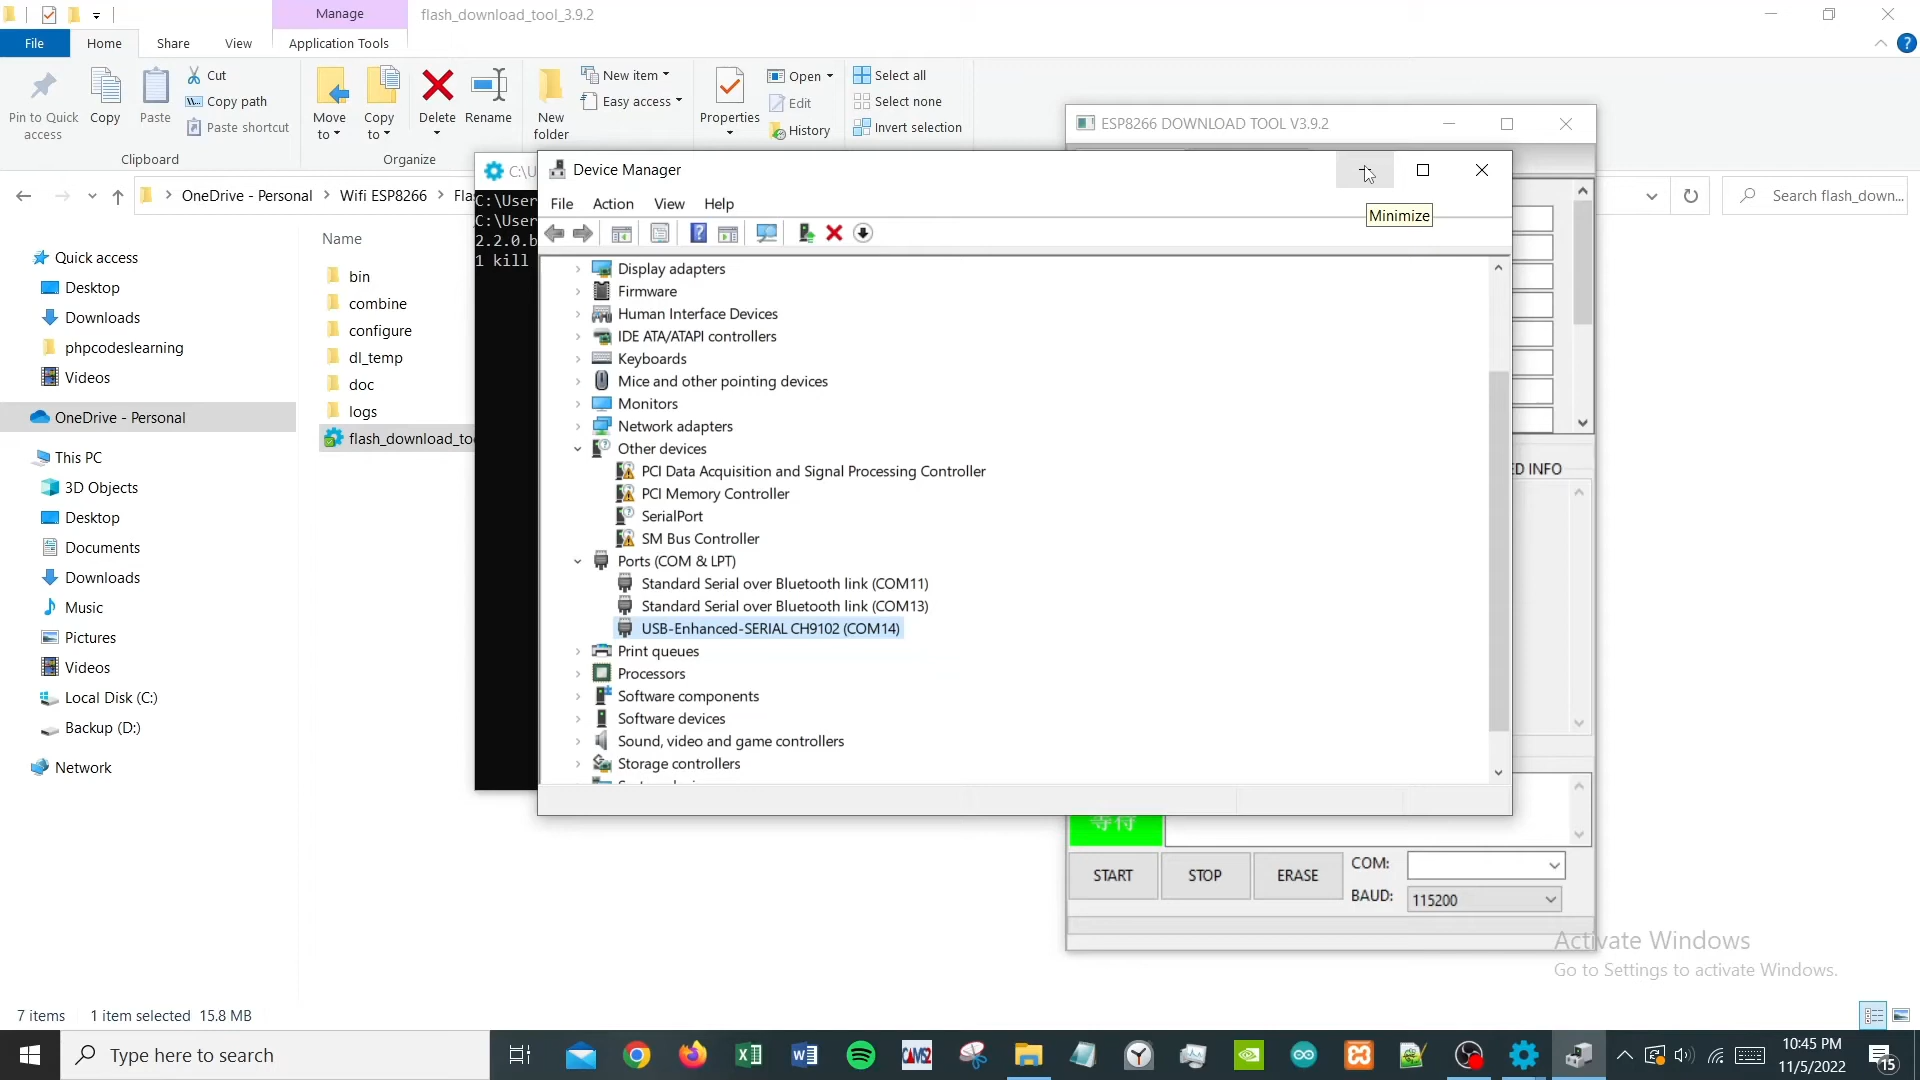 Manage
flash_download_tool_3.9.2
File
Home
Share
View
Application Tools
Pin to Quick access
Copy
Paste
Cut
Copy path
Paste shortcut
Clipboard
Move to
Copy to
Delete
Rename
Organize
New folder
New item
Easy access
Properties
Open
Edit
History
Select all
Select none
Invert selection
OneDrive - Personal
Wifi ESP8266
Search flash_down...
Name
Quick access
Desktop
Downloads
phpcodeslearning
Videos
OneDrive - Personal
This PC
3D Objects
Desktop
Documents
Downloads
Music
Pictures
Videos
Local Disk (C:)
Backup (D:)
Network
bin
combine
configure
dl_temp
doc
logs
flash_download_too
C:\U
C:\User
C:\User
2.2.0.b
1 kill
ESP8266 DOWNLOAD TOOL V3.9.2
Device Manager
File
Action
View
Help
Minimize
Display adapters
Firmware
Human Interface Devices
IDE ATA/ATAPI controllers
Keyboards
Mice and other pointing devices
Monitors
Network adapters
Other devices
PCI Data Acquisition and Signal Processing Controller
PCI Memory Controller
SerialPort
SM Bus Controller
Ports (COM & LPT)
Standard Serial over Bluetooth link (COM11)
Standard Serial over Bluetooth link (COM13)
USB-Enhanced-SERIAL CH9102 (COM14)
Print queues
Processors
Software components
Software devices
Sound, video and game controllers
Storage controllers
INFO
等待
START
STOP
ERASE
COM:
BAUD:
115200
Activate Windows
Go to Settings to activate Windows.
7 items
1 item selected 15.8 MB
Type here to search
CAMS2
10:45 PM
11/5/2022
15